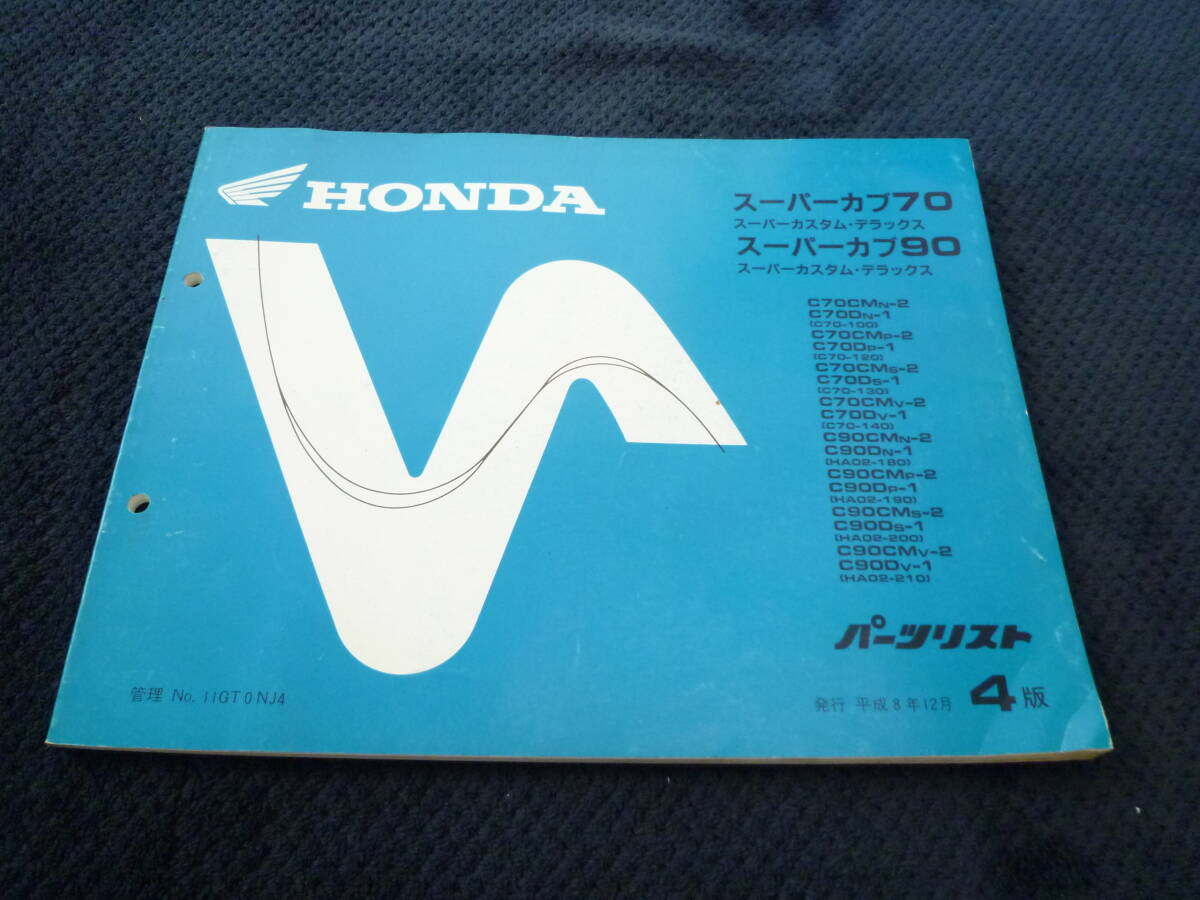 HONDA
スーパーカブ70
スーパーカスタム・デラックス
スーパーカブ90
スーパーカスタム・デラックス
C70CMN-2
C70DN-1
(C70-100)
C70CMP-2
C70DP-1
(C70-120)
C70CMS-2
C70DS-1
(C70-130)
C70CMV-2
C70DV-1
(C70-140)
C90CMN-2
C90DN-1
(HA02-180)
C90CMP-2
C90DP-1
(HA02-190)
C90CMS-2
C90DS-1
(HA02-200)
C90CMV-2
C90DV-1
(HA02-210)
パーツリスト
管理 No. 11GT0NJ4
発行 平成8年12月 4版